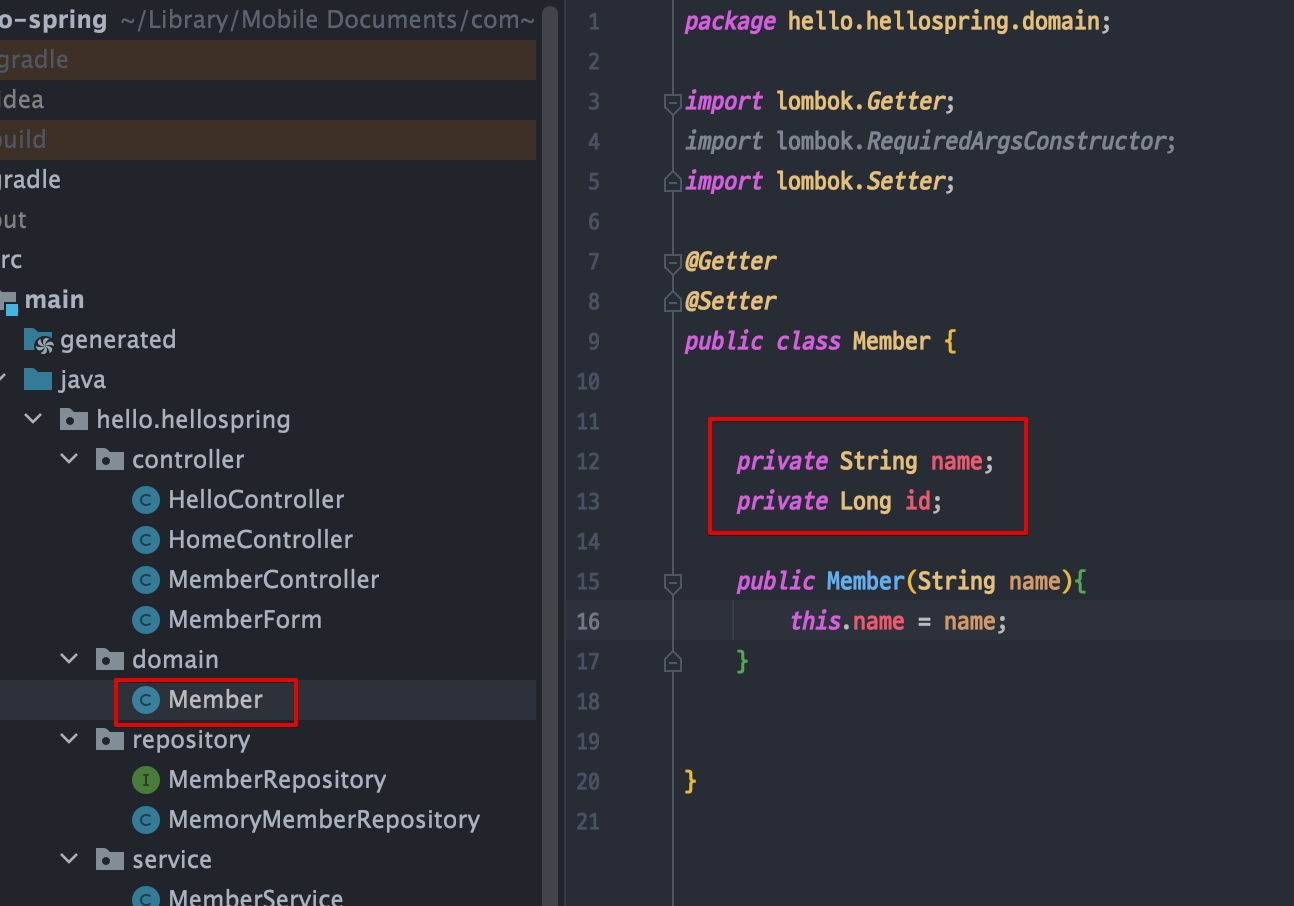 o-spring ~/Library/Mobile Documents/com~
gradle
idea
build
gradle
out
rc
main
generated
java
hello.hellospring
controller
HelloController
HomeController
MemberController
MemberForm
domain
Member
repository
MemberRepository
MemoryMemberRepository
service
MemberService
1 package hello.hellospring.domain;
2
3 import lombok.Getter;
4 import lombok.RequiredArgsConstructor;
5 import lombok.Setter;
6
7 @Getter
8 @Setter
9 public class Member {
10
11
12 private String name;
13 private Long id;
14
15 public Member(String name){
16 this.name = name;
17 }
18
19
20 }
21